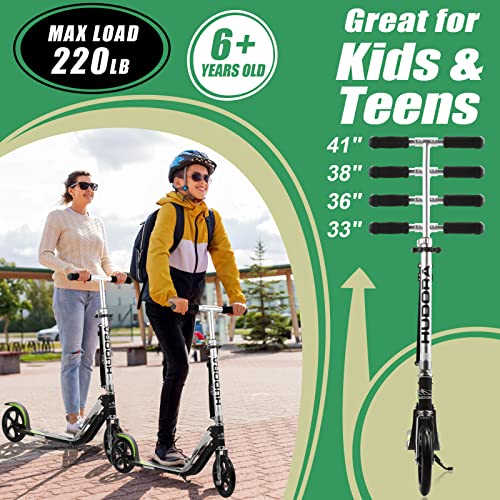 MAX LOAD
220LB
6+
YEARS OLD
Great for
Kids &
Teens
41"
38"
36"
33"
HUDORA
HUDORA
HUDORA